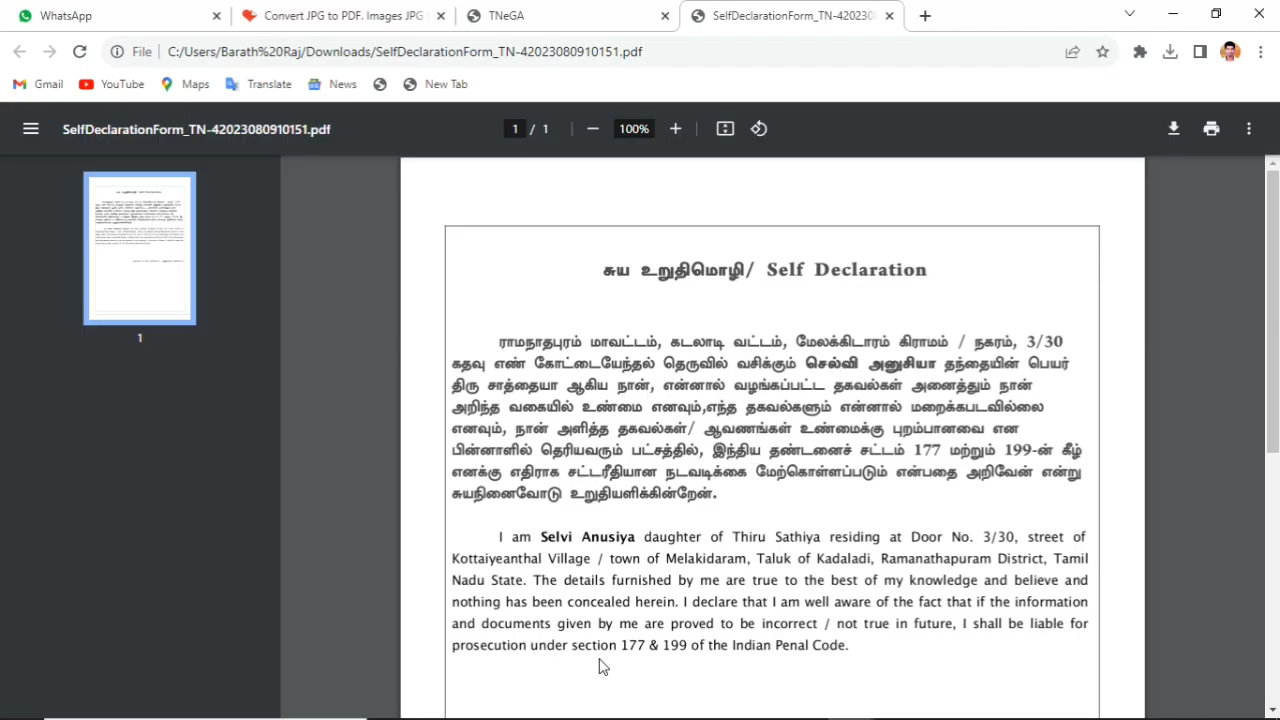 WhatsApp
Convert JPG to PDF. Images JPG t
TNeGA
SelfDeclarationForm_TN-4202308
File
C:/Users/Barath%20Raj/Downloads/SelfDeclarationForm_TN-42023080910151.pdf
Gmail
YouTube
Maps
Translate
News
New Tab
SelfDeclarationForm_TN-42023080910151.pdf
1 / 1
100%
1
சுய உறுதிமொழி/ Self Declaration
ராமநாதபுரம் மாவட்டம், கடலாடி வட்டம், மேலக்கிடாரம் கிராமம் / நகரம், 3/30
கதவு எண் கோட்டையேந்தல் தெருவில் வசிக்கும் செல்வி அனுசியா தந்தையின் பெயர்
திரு சாத்தையா ஆகிய நான், என்னால் வழங்கப்பட்ட தகவல்கள் அனைத்தும் நான்
அறிந்த வகையில் உண்மை எனவும்,எந்த தகவல்களும் என்னால் மறைக்கபடவில்லை
எனவும், நான் அளித்த தகவல்கள்/ ஆவணங்கள் உண்மைக்கு புறம்பானவை என
பின்னாளில் தெரியவரும் பட்சத்தில், இந்திய தண்டனைச் சட்டம் 177 மற்றும் 199-ன் கீழ்
எனக்கு எதிராக சட்டரீதியான நடவடிக்கை மேற்கொள்ளப்படும் என்பதை அறிவேன் என்று
சுயநினைவோடு உறுதியளிக்கின்றேன்.
I am Selvi Anusiya daughter of Thiru Sathiya residing at Door No. 3/30, street of
Kottaiyeanthal Village / town of Melakidaram, Taluk of Kadaladi, Ramanathapuram District, Tamil
Nadu State. The details furnished by me are true to the best of my knowledge and believe and
nothing has been concealed herein. I declare that I am well aware of the fact that if the information
and documents given by me are proved to be incorrect / not true in future, I shall be liable for
prosecution under section 177 & 199 of the Indian Penal Code.